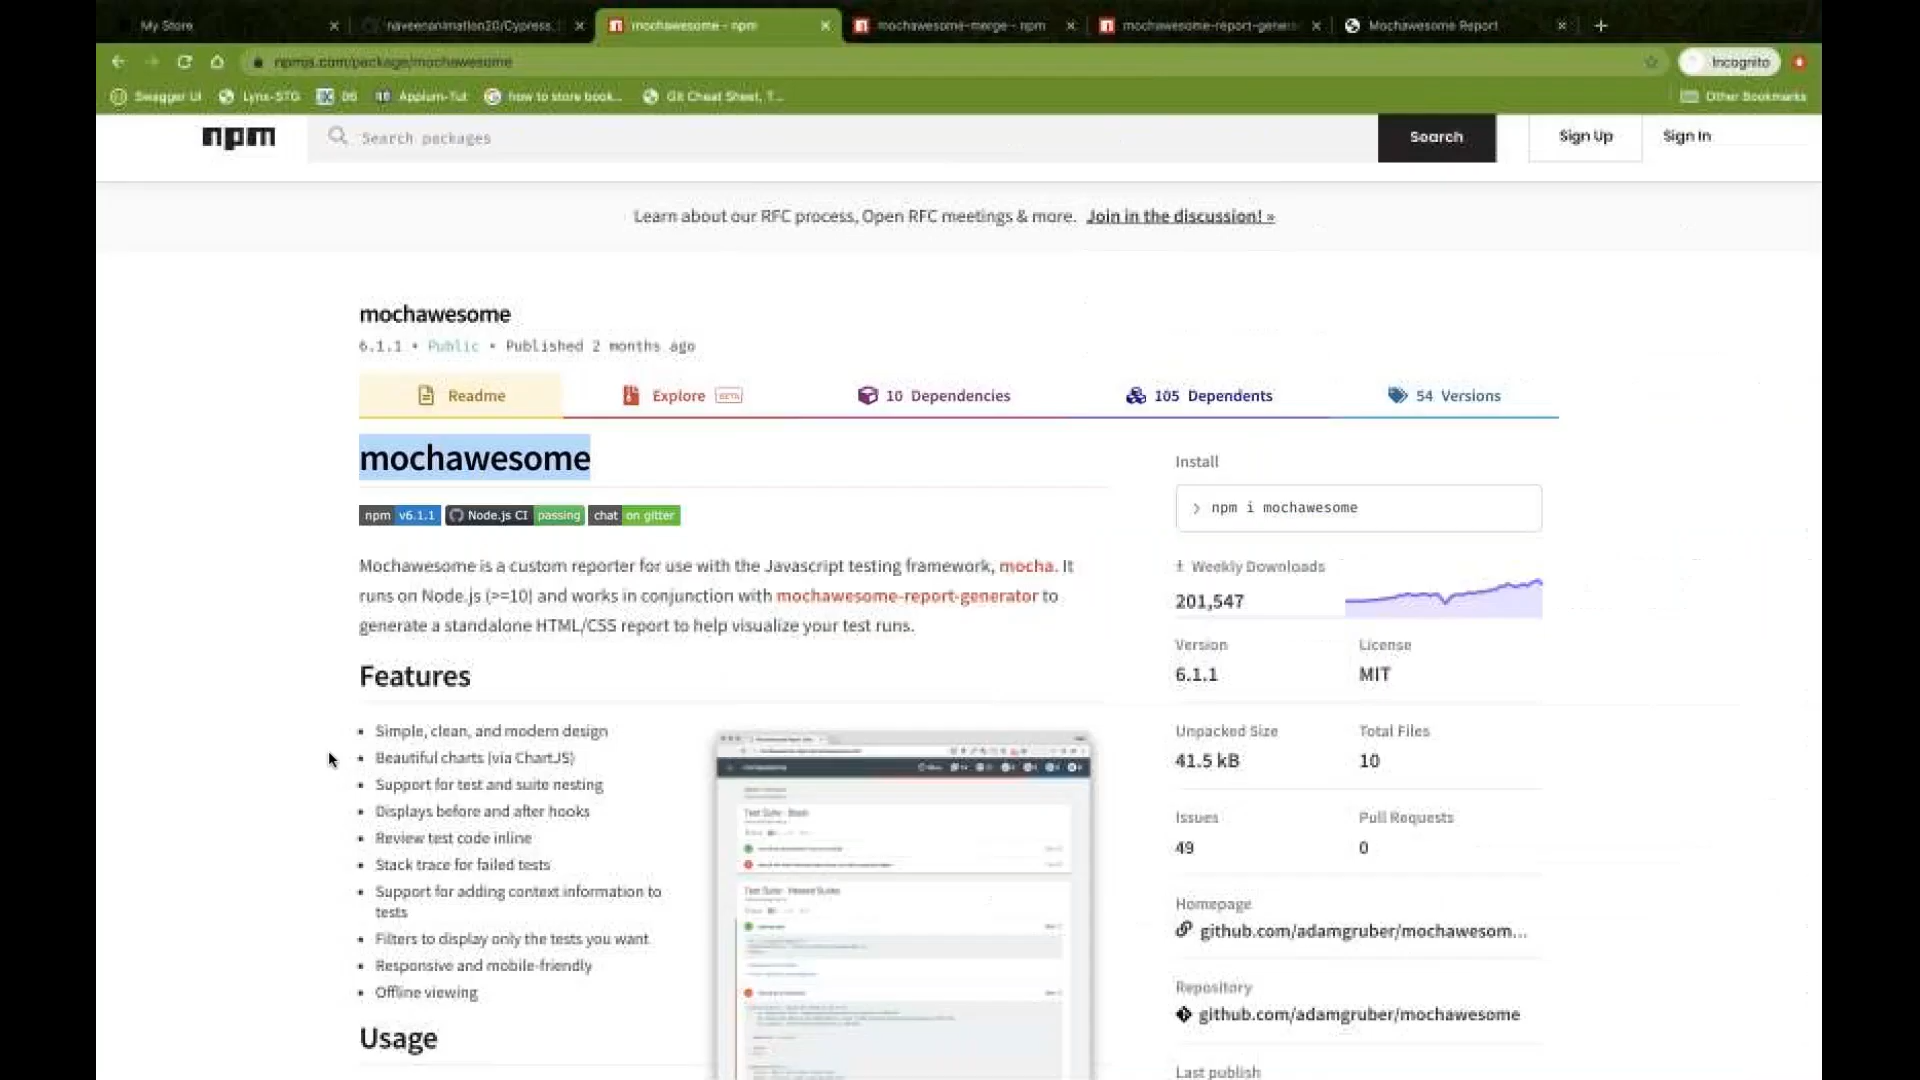 My Store
naveenanimation20/Cypress
mochawesome - npm
mochawesome-merge - npm
mochawesome-report-genera
Mochawesome Report
npmjs.com/package/mochawesome
Incognito
Swagger UI
Lynx-STG
DS
Appium-Tut
how to store book...
Git Cheat Sheet, T...
Other Bookmarks
npm
Search packages
Search
Sign Up
Sign In
Learn about our RFC process, Open RFC meetings & more. Join in the discussion! »
mochawesome
6.1.1 • Public • Published 2 months ago
Readme
Explore BETA
10 Dependencies
105 Dependents
54 Versions
mochawesome
npm v6.1.1 Node.js CI passing chat on gitter
Mochawesome is a custom reporter for use with the Javascript testing framework, mocha. It
runs on Node.js (>=10) and works in conjunction with mochawesome-report-generator to
generate a standalone HTML/CSS report to help visualize your test runs.
Features
• Simple, clean, and modern design
• Beautiful charts (via ChartJS)
• Support for test and suite nesting
• Displays before and after hooks
• Review test code inline
• Stack trace for failed tests
• Support for adding context information to
tests
• Filters to display only the tests you want
• Responsive and mobile-friendly
• Offline viewing
Usage
Install
> npm i mochawesome
Weekly Downloads
201,547
Version
License
6.1.1
MIT
Unpacked Size
Total Files
41.5 kB
10
Issues
Pull Requests
49
0
Homepage
github.com/adamgruber/mochawesom...
Repository
github.com/adamgruber/mochawesome
Last publish